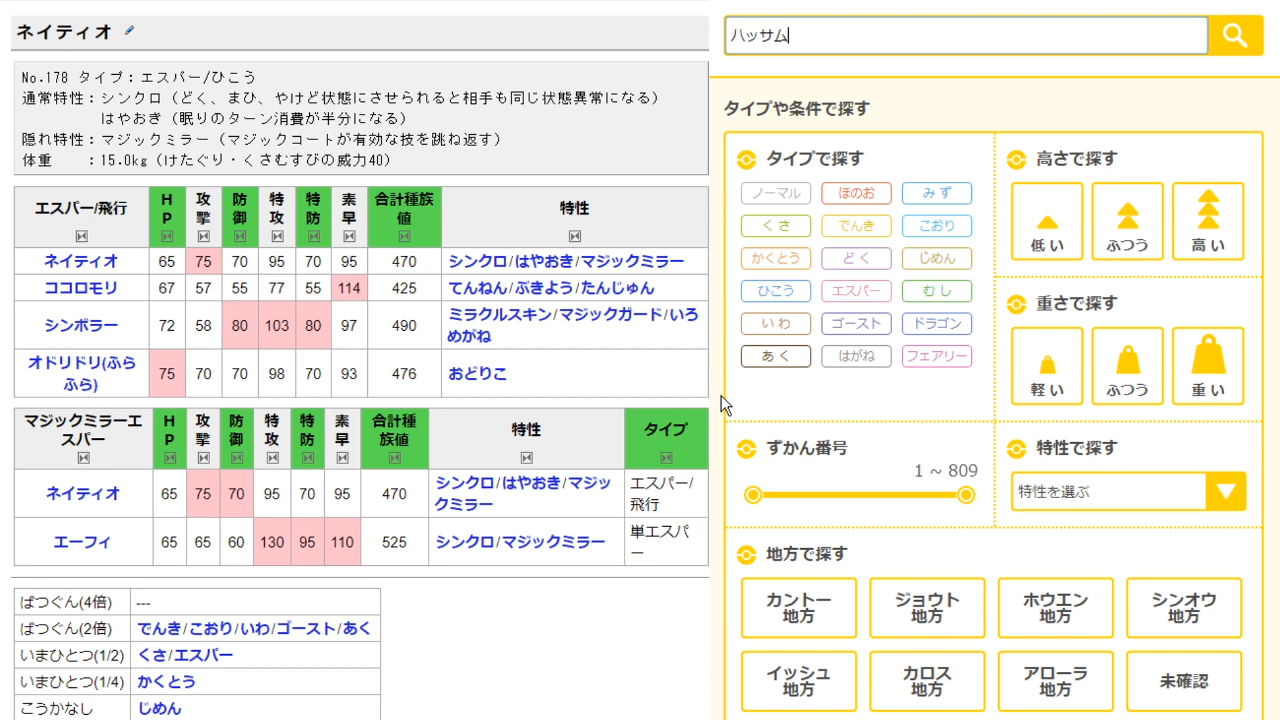 ネイティオ
No.178 タイプ：エスパー/ひこう
通常特性：シンクロ（どく、まひ、やけど状態にさせられると相手も同じ状態異常になる）
はやおき（眠りのターン消費が半分になる）
隠れ特性：マジックミラー（マジックコートが有効な技を跳ね返す）
体重　　：15.0kg（けたぐり・くさむすびの威力40）
エスパー/飛行 HP 攻撃 防御 特攻 特防 素早 合計種族値 特性
ネイティオ 65 75 70 95 70 95 470 シンクロ/はやおき/マジックミラー
ココロモリ 67 57 55 77 55 114 425 てんねん/ぶきよう/たんじゅん
シンボラー 72 58 80 103 80 97 490 ミラクルスキン/マジックガード/いろめがね
オドリドリ(ふらふら) 75 70 70 98 70 93 476 おどりこ
マジックミラーエスパー HP 攻撃 防御 特攻 特防 素早 合計種族値 特性 タイプ
ネイティオ 65 75 70 95 70 95 470 シンクロ/はやおき/マジックミラー エスパー/飛行
エーフィ 65 65 60 130 95 110 525 シンクロ/マジックミラー 単エスパー
ばつぐん(4倍) ---
ばつぐん(2倍) でんき/こおり/いわ/ゴースト/あく
いまひとつ(1/2) くさ/エスパー
いまひとつ(1/4) かくとう
こうかなし じめん
ハッサム
タイプや条件で探す
タイプで探す
ノーマル ほのお みず
くさ でんき こおり
かくとう どく じめん
ひこう エスパー むし
いわ ゴースト ドラゴン
あく はがね フェアリー
高さで探す
低い ふつう 高い
重さで探す
軽い ふつう 重い
ずかん番号
1 ~ 809
特性で探す
特性を選ぶ
地方で探す
カントー地方 ジョウト地方 ホウエン地方 シンオウ地方
イッシュ地方 カロス地方 アローラ地方 未確認